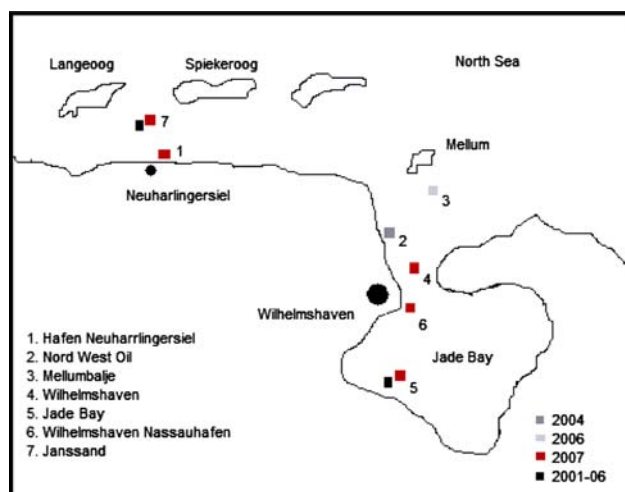 Langeoog
Spiekeroog
North Sea
7
Mellum
1
Neuharlingersiel
3
2
4
Wilhelmshaven
6
1. Hafen Neuharrlingersiel
2. Nord West Oil
3. Mellumbalje
4. Wilhelmshaven
5. Jade Bay
6. Wilhelmshaven Nassauhafen
7. Janssand
Jade Bay
5
2004
2006
2007
2001-06